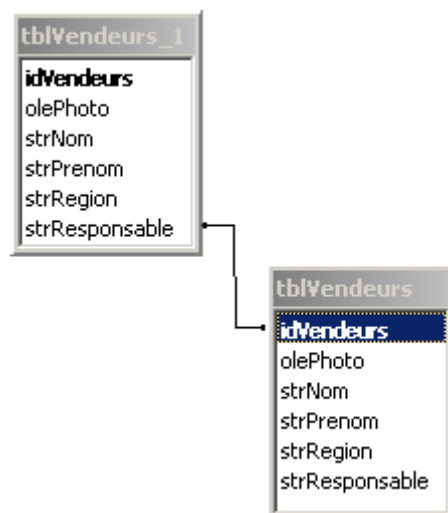 tblVendeurs_1
idVendeurs
olePhoto
strNom
strPrenom
strRegion
strResponsable
tblVendeurs
idVendeurs
olePhoto
strNom
strPrenom
strRegion
strResponsable